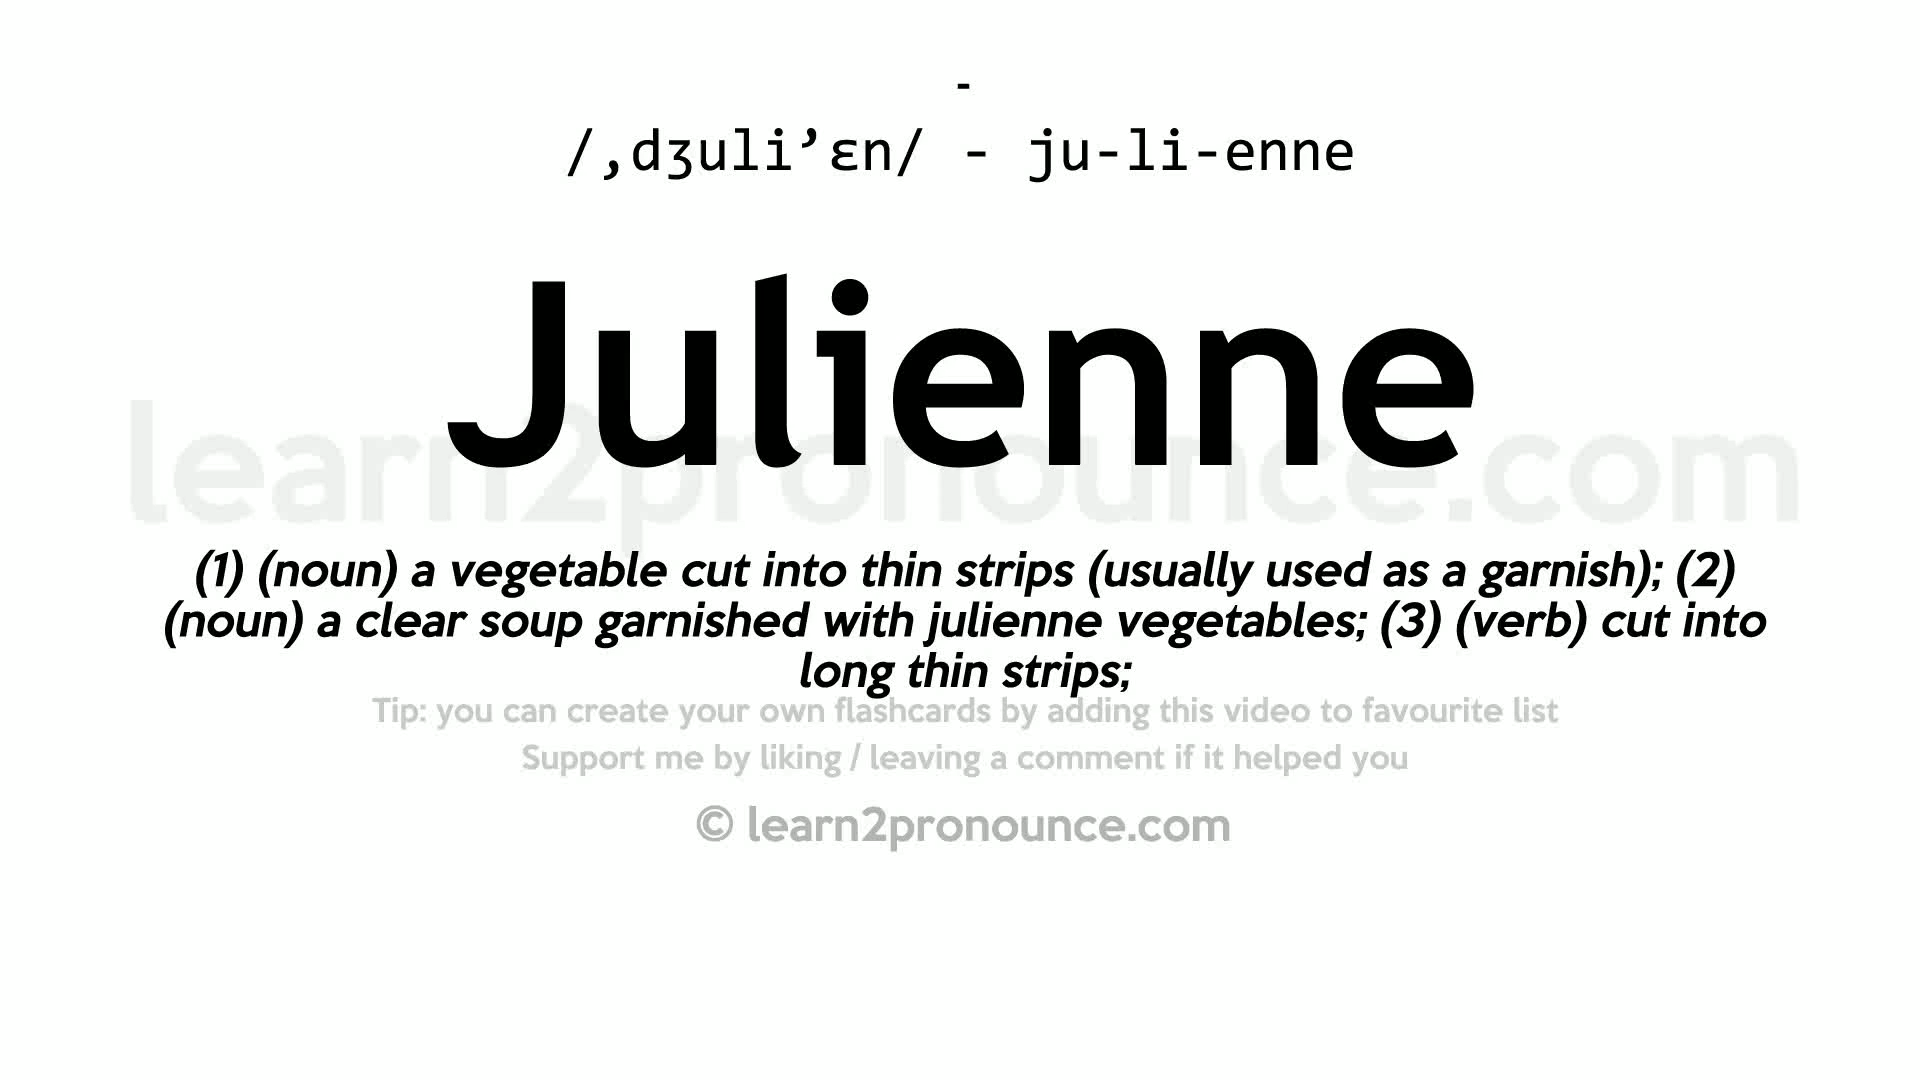 -
/,dʒuli’ɛn/ - ju-li-enne
Julienne
learn2pronounce.com
(1) (noun) a vegetable cut into thin strips (usually used as a garnish); (2)
(noun) a clear soup garnished with julienne vegetables; (3) (verb) cut into
long thin strips;
Tip: you can create your own flashcards by adding this video to favourite list
Support me by liking / leaving a comment if it helped you
© learn2pronounce.com